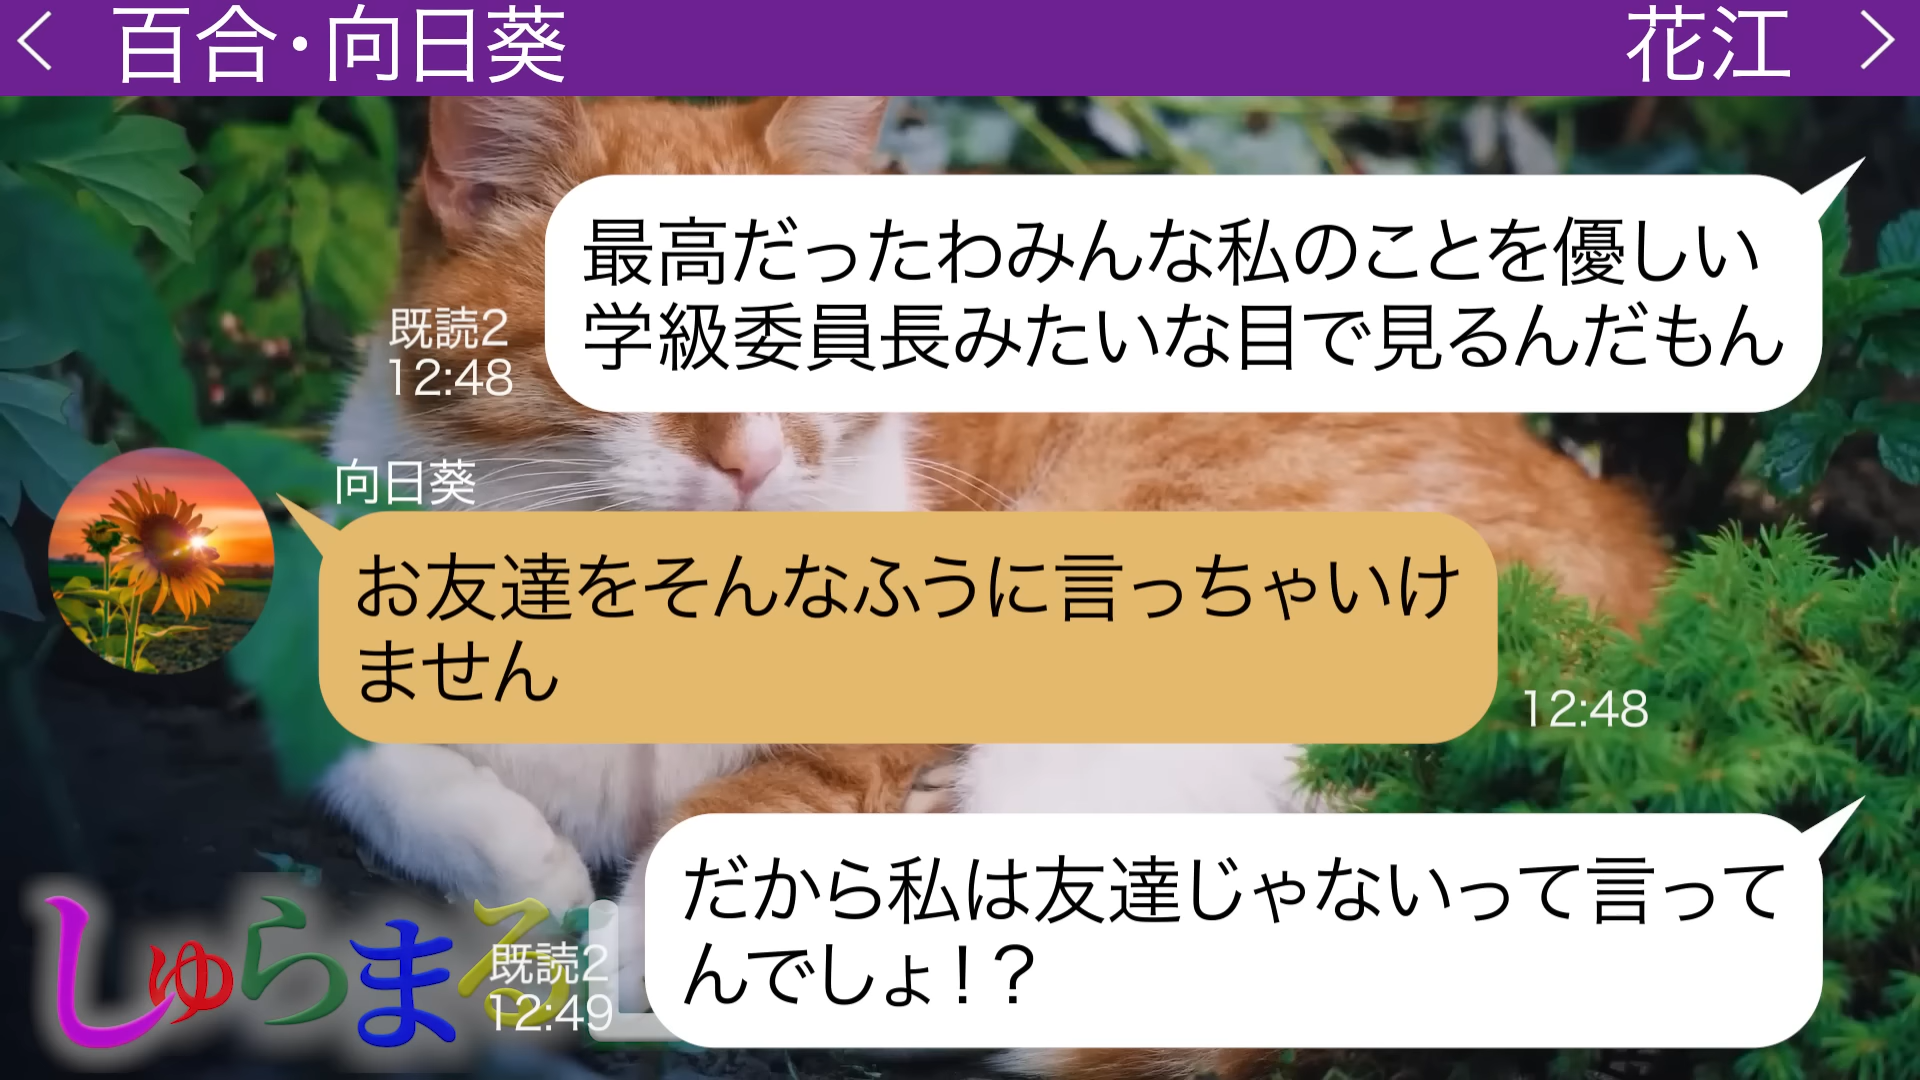 百合・向日葵
花江
最高だったわみんな私のことを優しい
学級委員長みたいな目で見るんだもん
既読2
12:48
向日葵
お友達をそんなふうに言っちゃいけ
ません
12:48
だから私は友達じゃないって言って
んでしょ！？
既読2
12:49
しゅらまる